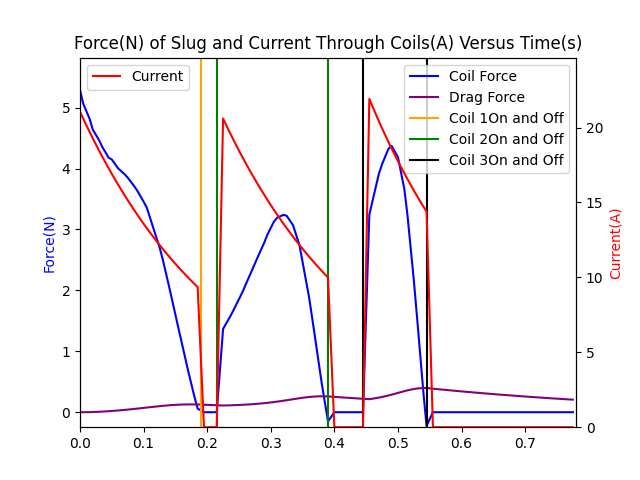 Force(N) of Slug and Current Through Coils(A) Versus Time(s)
Current
Coil Force
Drag Force
Coil 1On and Off
Coil 2On and Off
Coil 3On and Off
Force(N)
5
4
3
2
1
0
Current(A)
20
15
10
5
0
0.0 0.1 0.2 0.3 0.4 0.5 0.6 0.7